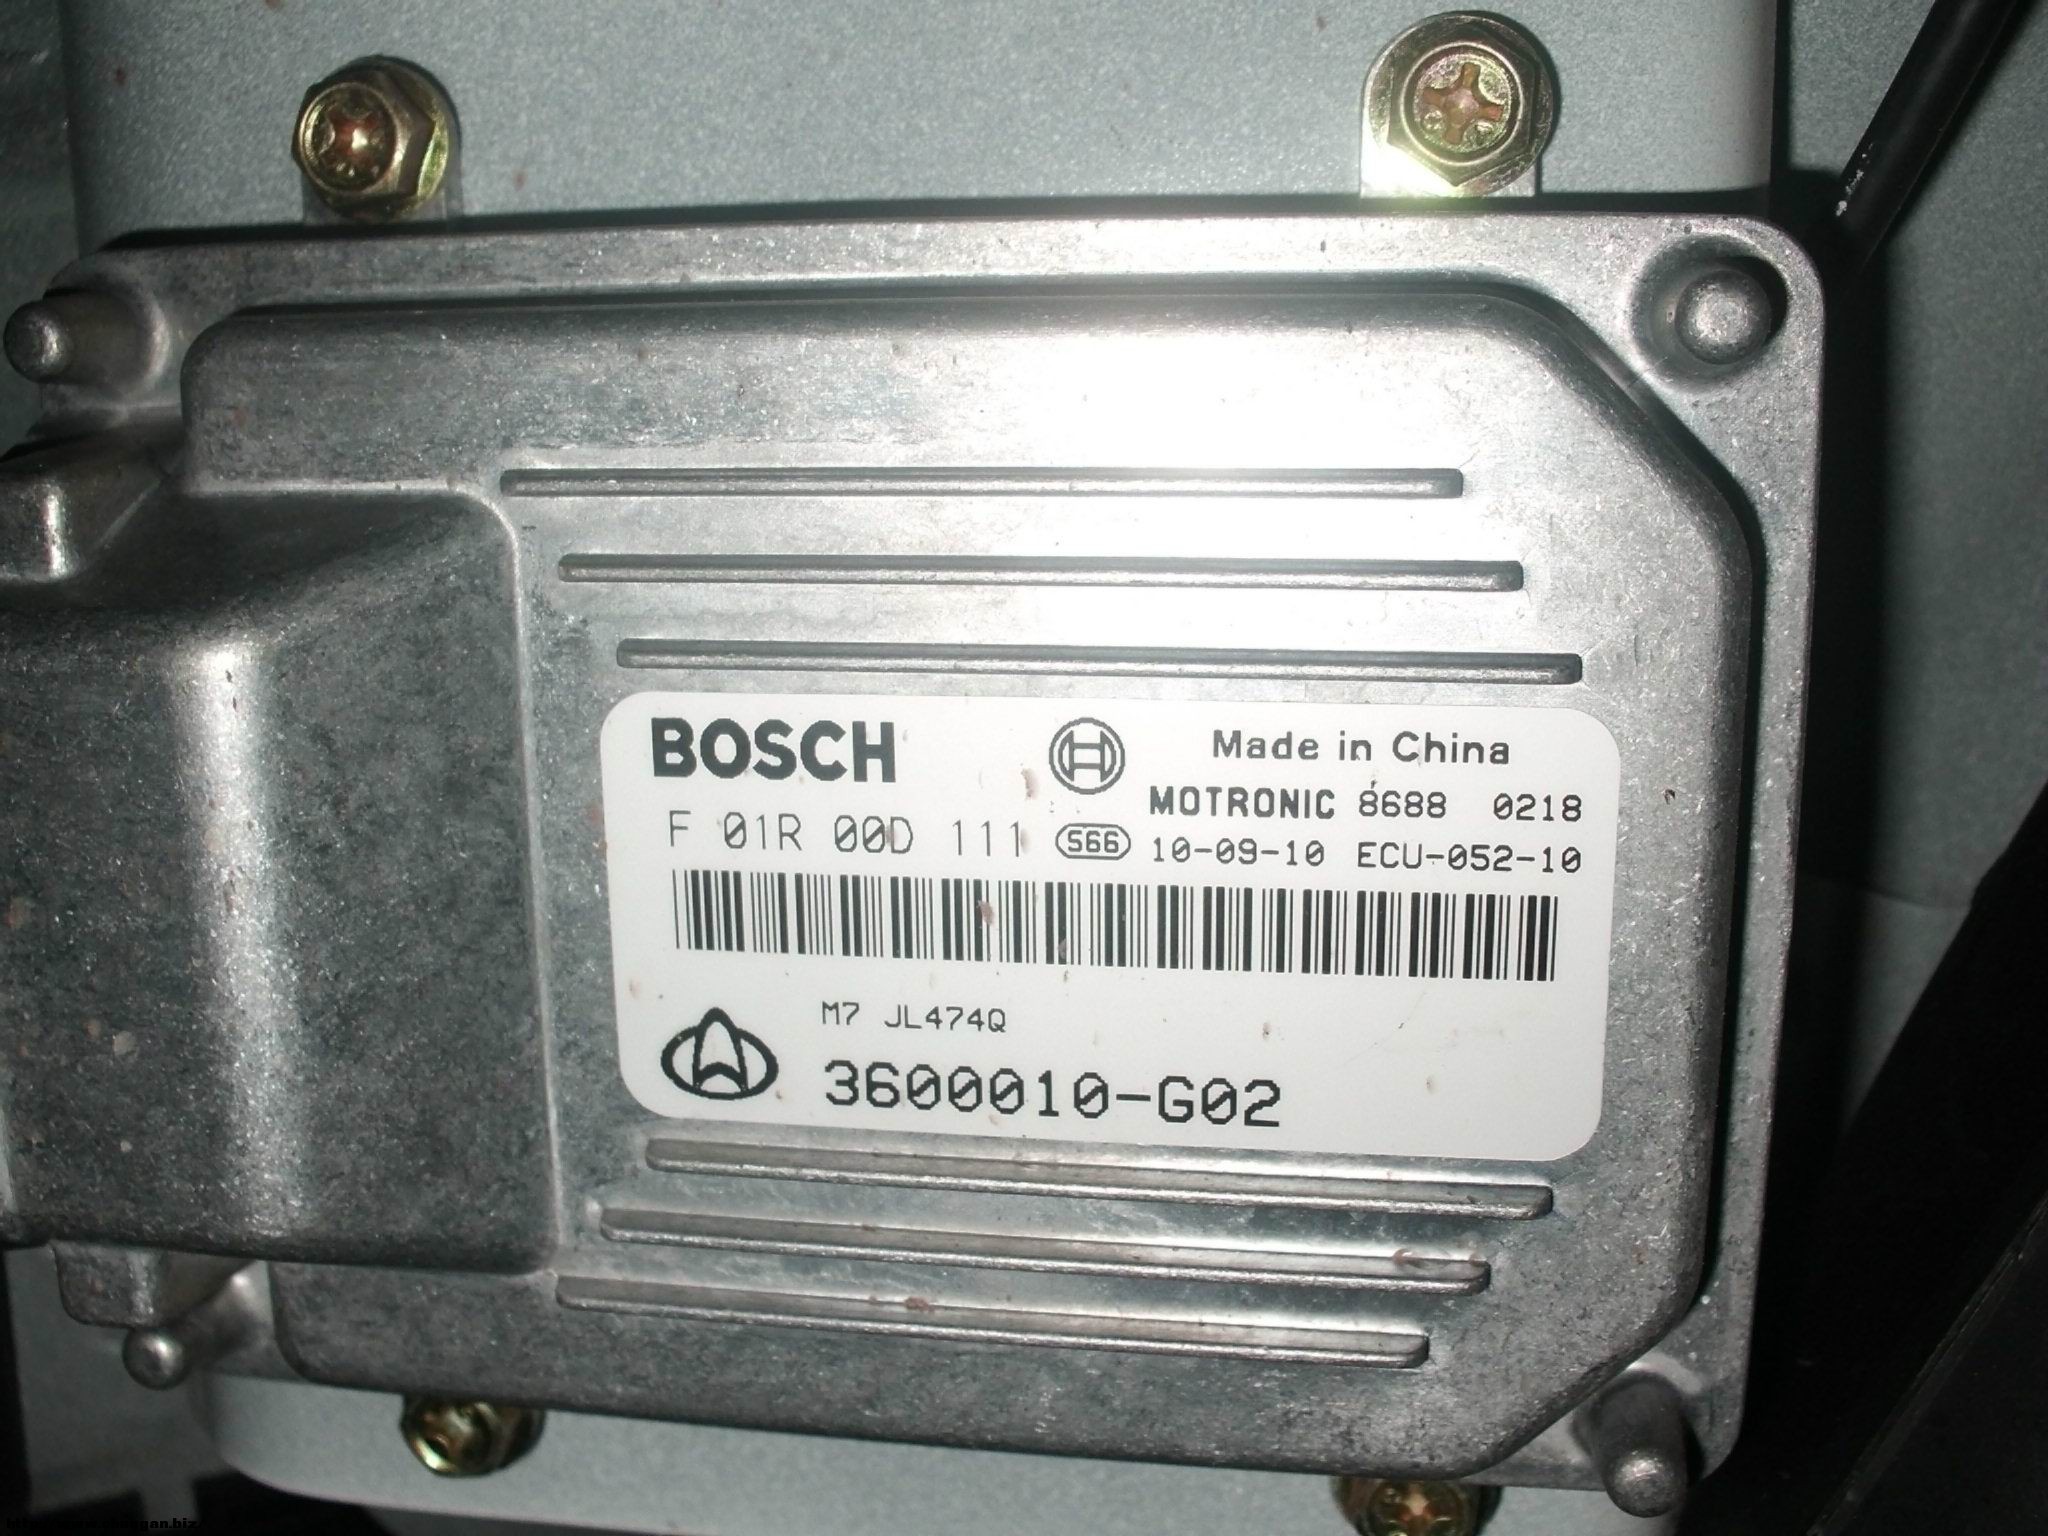 BOSCH
Made in China
MOTRONIC 8688 0218
F 01R 00D 111 S66 10-09-10 ECU-052-10
M7 JL474Q
3600010-G02